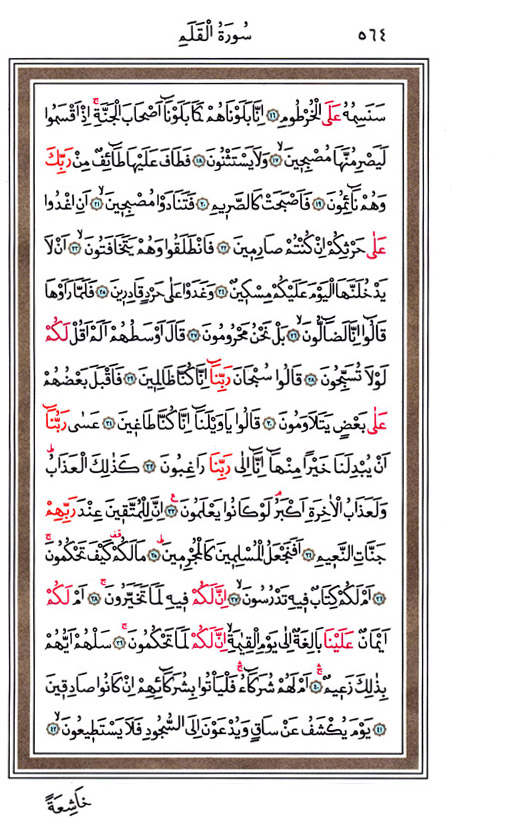 ٥٦٤
سُورَةُ الْقَلَمِ
سَنَسِمُهُ عَلَى الْخُرْطُومِ ﴿١٦﴾ اِنَّا بَلَوْنَاهُمْ كَمَا بَلَوْنَٓا اَصْحَابَ الْجَنَّةِۚ اِذْ اَقْسَمُوا
لَيَصْرِمُنَّهَا مُصْبِح۪ينَۙ ﴿١٧﴾ وَلَا يَسْتَثْنُونَ ﴿١٨﴾ فَطَافَ عَلَيْهَا طَٓائِفٌ مِنْ رَبِّكَ
وَهُمْ نَٓائِمُونَ ﴿١٩﴾ فَاَصْبَحَتْ كَالصَّر۪يمِ ﴿٢٠﴾ فَتَنَادَوْا مُصْبِح۪ينَۙ ﴿٢١﴾ اَنِ اغْدُوا
عَلٰى حَرْثِكُمْ اِنْ كُنْتُمْ صَارِم۪ينَ ﴿٢٢﴾ فَانْطَلَقُوا وَهُمْ يَتَخَافَتُونَۙ ﴿٢٣﴾ اَنْ لَا
يَدْخُلَنَّهَا الْيَوْمَ عَلَيْكُمْ مِسْك۪ينٌ ﴿٢٤﴾ وَغَدَوْا عَلٰى حَرْدٍ قَادِر۪ينَ ﴿٢٥﴾ فَلَمَّا رَاَوْهَا
قَالُٓوا اِنَّا لَضَٓالُّونَۙ ﴿٢٦﴾ بَلْ نَحْنُ مَحْرُومُونَ ﴿٢٧﴾ قَالَ اَوْسَطُهُمْ اَلَمْ اَقُلْ لَكُمْ
لَوْلَا تُسَبِّحُونَ ﴿٢٨﴾ قَالُوا سُبْحَانَ رَبِّنَٓا اِنَّا كُنَّا ظَالِم۪ينَ ﴿٢٩﴾ فَاَقْبَلَ بَعْضُهُمْ
عَلٰى بَعْضٍ يَتَلَاوَمُونَ ﴿٣٠﴾ قَالُوا يَاوَيْلَنَٓا اِنَّا كُنَّا طَاغ۪ينَ ﴿٣١﴾ عَسٰى رَبُّنَٓا
اَنْ يُبْدِلَنَا خَيْرًا مِنْهَٓا اِنَّٓا اِلٰى رَبِّنَا رَاغِبُونَ ﴿٣٢﴾ كَذٰلِكَ الْعَذَابُۜ
وَلَعَذَابُ الْاٰخِرَةِ اَكْبَرُۢ لَوْ كَانُوا يَعْلَمُونَ۟ ﴿٣٣﴾ اِنَّ لِلْمُتَّق۪ينَ عِنْدَ رَبِّهِمْ
جَنَّاتِ النَّع۪يمِ ﴿٣٤﴾ اَفَنَجْعَلُ الْمُسْلِم۪ينَ كَالْمُجْرِم۪ينَۜ ﴿٣٥﴾ مَا لَكُمْ۠ كَيْفَ تَحْكُمُونَۚ
﴿٣٦﴾ اَمْ لَكُمْ كِتَابٌ ف۪يهِ تَدْرُسُونَۙ ﴿٣٧﴾ اِنَّ لَكُمْ ف۪يهِ لَمَا تَخَيَّرُونَۚ ﴿٣٨﴾ اَمْ لَكُمْ
اَيْمَانٌ عَلَيْنَا بَالِغَةٌ اِلٰى يَوْمِ الْقِيٰمَةِۙ اِنَّ لَكُمْ لَمَا تَحْكُمُونَۚ ﴿٣٩﴾ سَلْهُمْ اَيُّهُمْ
بِذٰلِكَ زَع۪يمٌۚۛ ﴿٤٠﴾ اَمْ لَهُمْ شُرَكَٓاءُۚۛ فَلْيَأْتُوا بِشُرَكَٓائِهِمْ اِنْ كَانُوا صَادِق۪ينَ
﴿٤١﴾ يَوْمَ يُكْشَفُ عَنْ سَاقٍ وَيُدْعَوْنَ اِلَى السُّجُودِ فَلَا يَسْتَط۪يعُونَۙ ﴿٤٢﴾
خَاشِعَةً